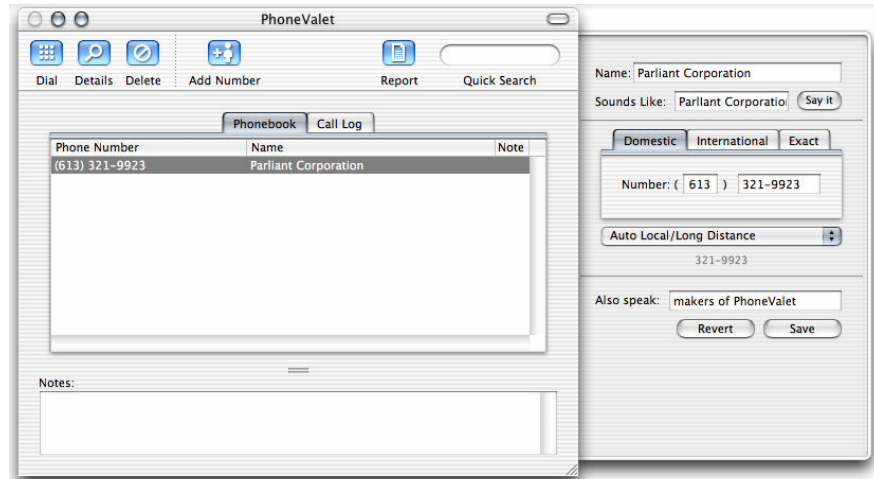 PhoneValet
Dial Details Delete Add Number Report Quick Search
Phonebook Call Log
Phone Number Name Note
(613) 321-9923 Parliant Corporation
Notes:
Name: Parliant Corporation
Sounds Like: Parllant Corporatio Say it
Domestic International Exact
Number: ( 613 ) 321-9923
Auto Local/Long Distance
321-9923
Also speak: makers of PhoneValet
Revert Save